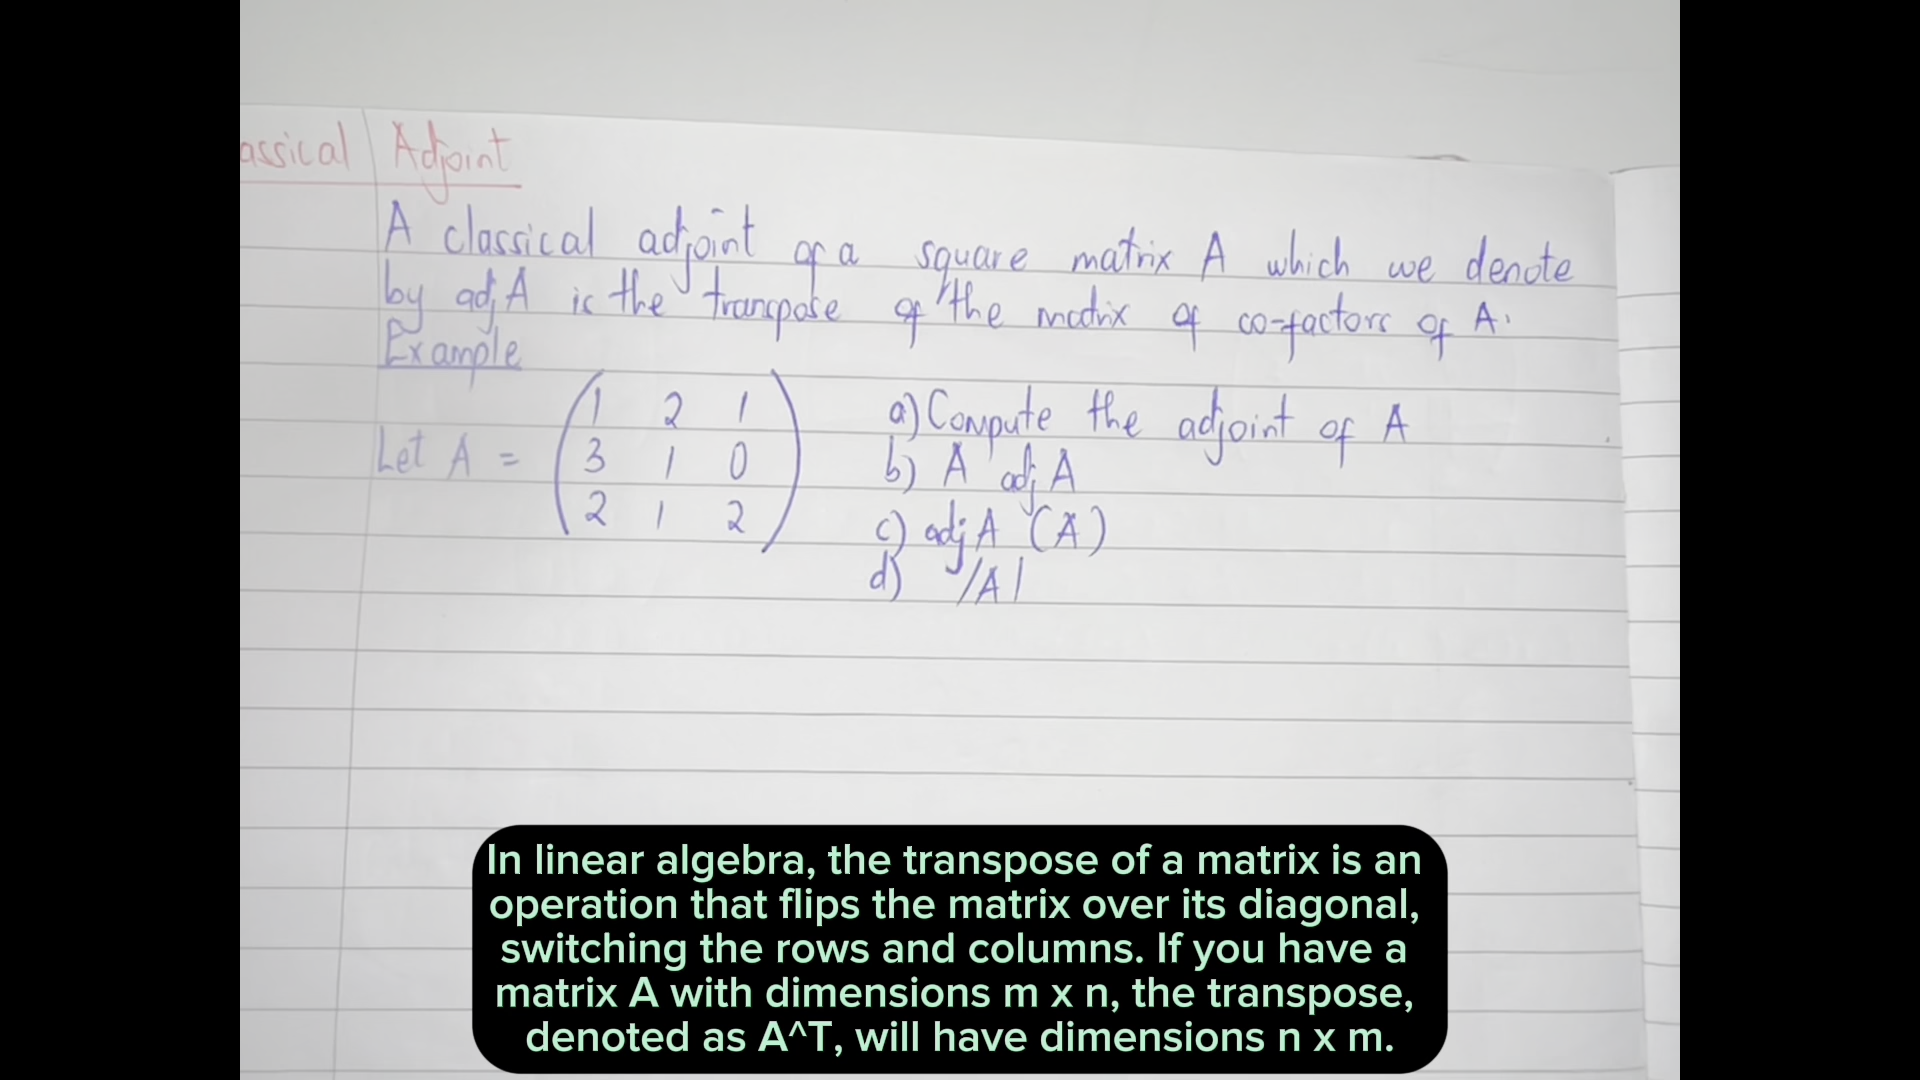 assical Adjoint
A classical adjoint of a square matrix A which we denote
by adj A is the transpose of the matrix of co-factors of A.
Example
Let A = (1 2 1
3 1 0
2 1 2)
a) Compute the adjoint of A
b) A adj A
c) adj A (A)
d) |A|
In linear algebra, the transpose of a matrix is an
operation that flips the matrix over its diagonal,
switching the rows and columns. If you have a
matrix A with dimensions m x n, the transpose,
denoted as A^T, will have dimensions n x m.